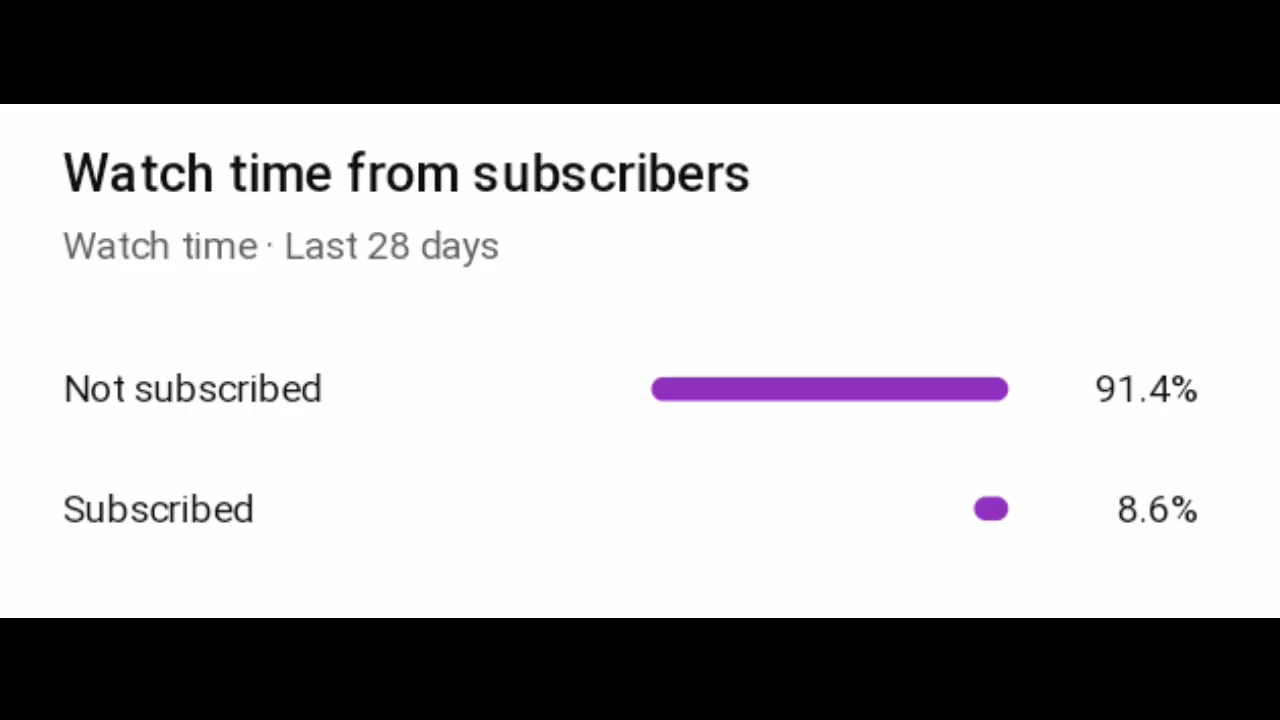 Watch time from subscribers
Watch time · Last 28 days
Not subscribed 91.4%
Subscribed 8.6%